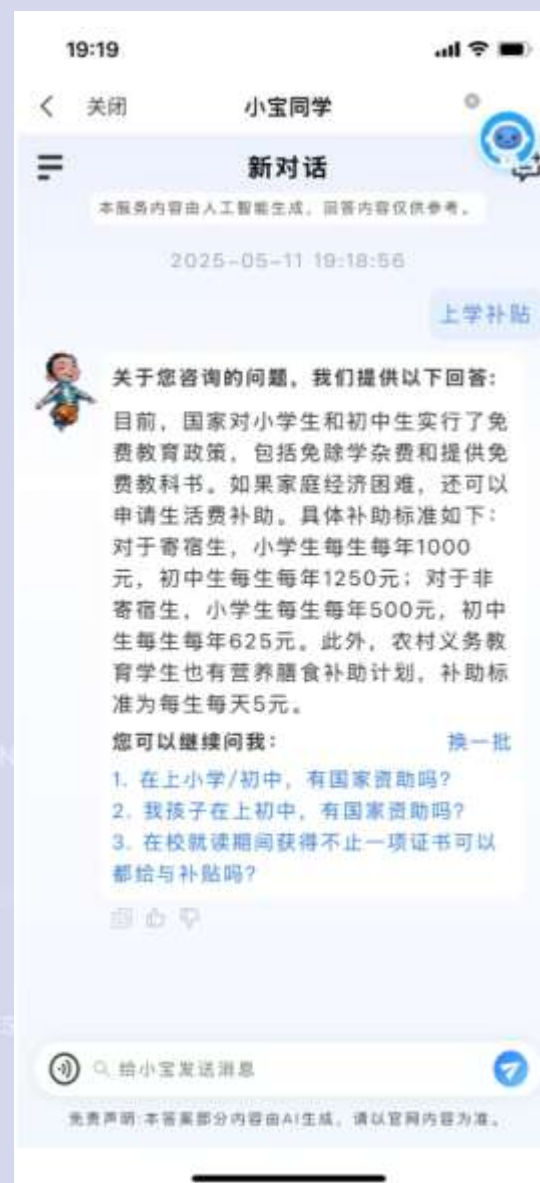 19:19
关闭
小宝同学
新对话
本服务内容由人工智能生成，回答内容仅供参考。
2025-05-11 19:18:56
上学补贴
关于您咨询的问题，我们提供以下回答：
目前，国家对小学生和初中生实行了免
费教育政策，包括免除学杂费和提供免
费教科书。如果家庭经济困难，还可以
申请生活费补助。具体补助标准如下：
对于寄宿生，小学生每生每年1000
元，初中生每生每年1250元；对于非
寄宿生，小学生每生每年500元，初中
生每生每年625元。此外，农村义务教
育学生也有营养膳食补助计划，补助标
准为每生每天5元。
您可以继续问我：
换一批
1. 在上小学/初中，有国家资助吗？
2. 我孩子在上初中，有国家资助吗？
3. 在校就读期间获得不止一项证书可以
都给与补贴吗？
给小宝发送消息
免责声明:本答案部分内容由AI生成，请以官网内容为准。